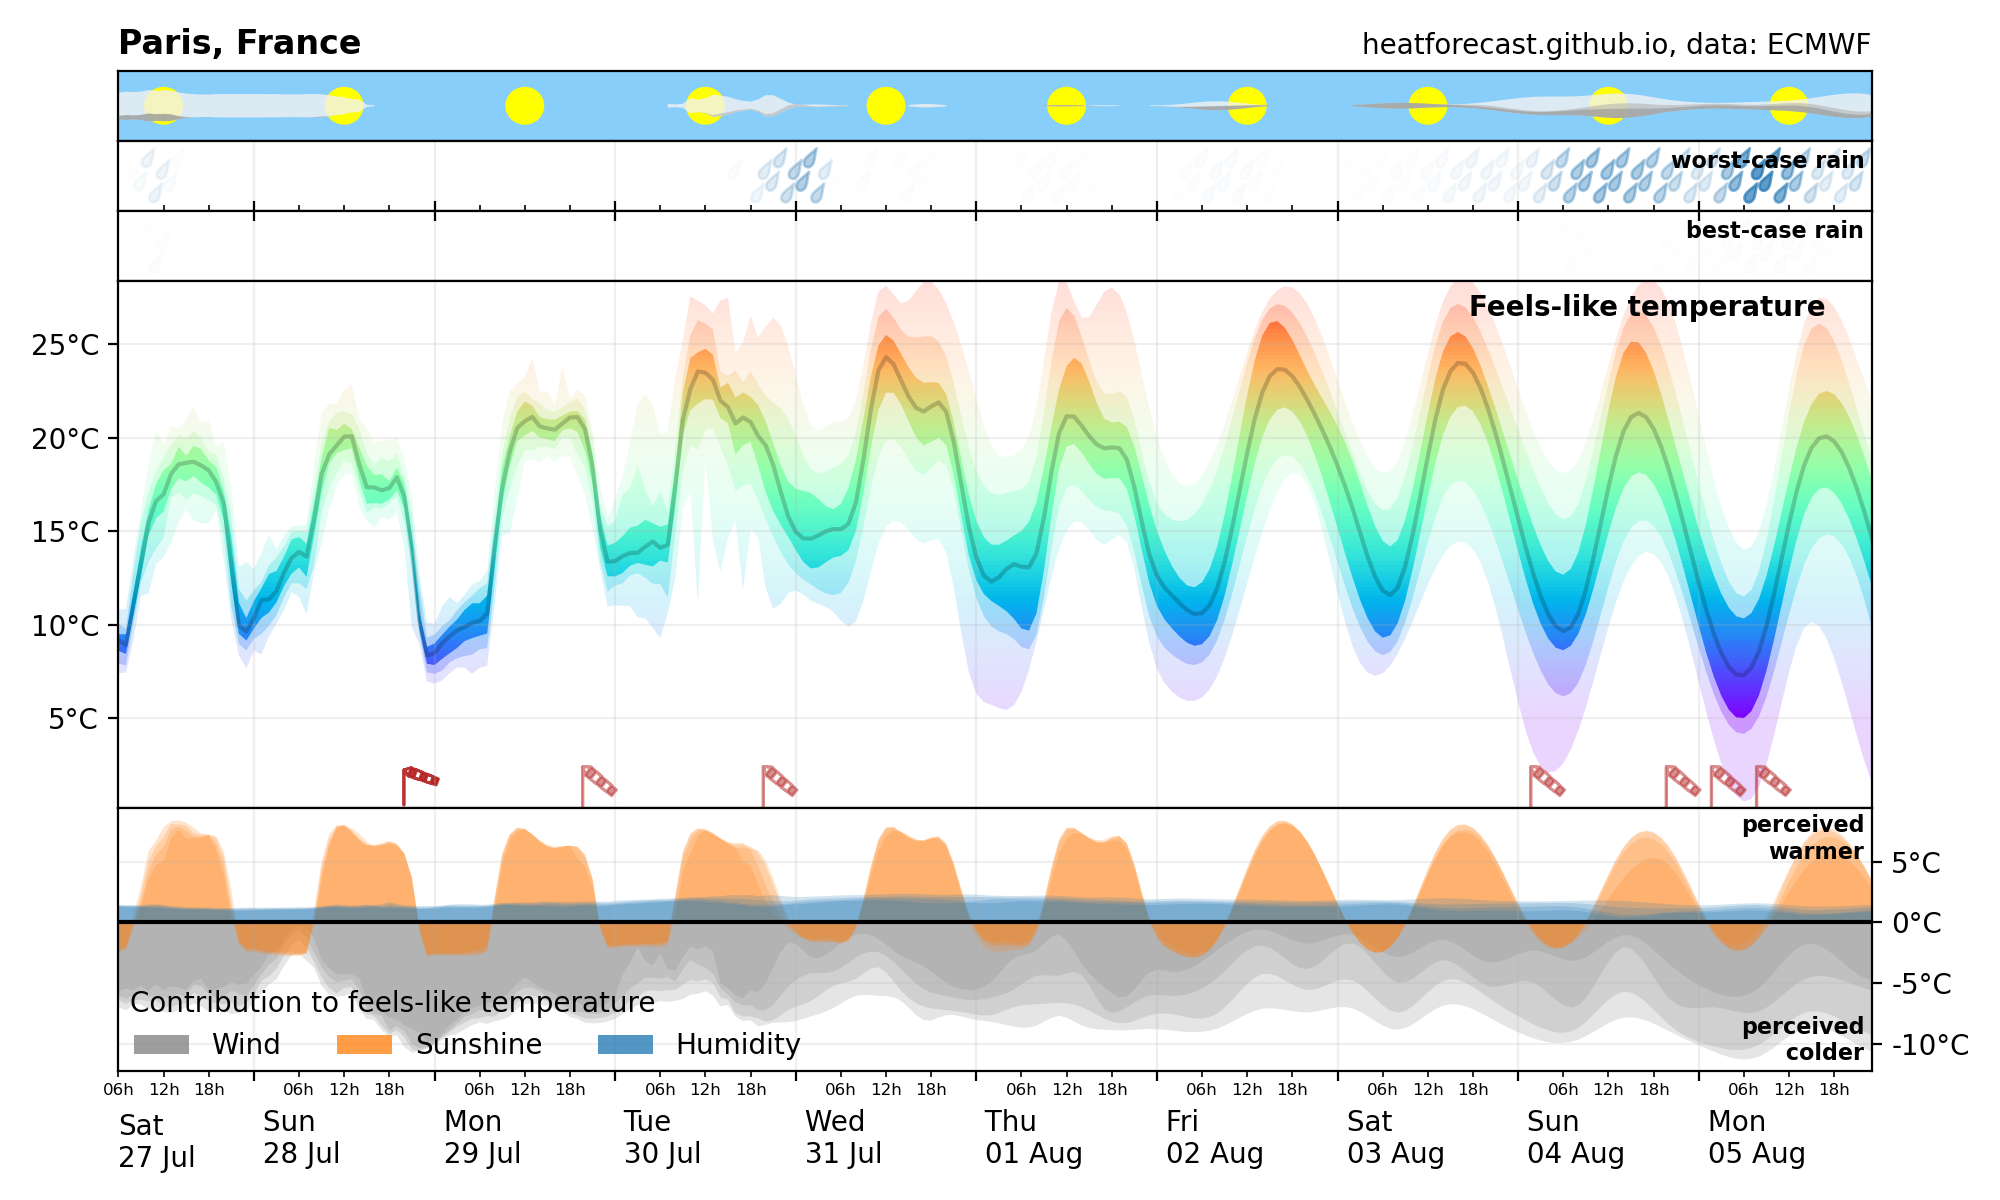 Paris, France
heatforecast.github.io, data: ECMWF
worst-case rain
best-case rain
Feels-like temperature
25°C
20°C
15°C
10°C
5°C
perceived
warmer
5°C
0°C
-5°C
-10°C
perceived
colder
Contribution to feels-like temperature
Wind Sunshine Humidity
06h 12h 18h 06h 12h 18h 06h 12h 18h 06h 12h 18h 06h 12h 18h 06h 12h 18h 06h 12h 18h 06h 12h 18h 06h 12h 18h 06h 12h 18h
Sat Sun Mon Tue Wed Thu Fri Sat Sun Mon
27 Jul 28 Jul 29 Jul 30 Jul 31 Jul 01 Aug 02 Aug 03 Aug 04 Aug 05 Aug